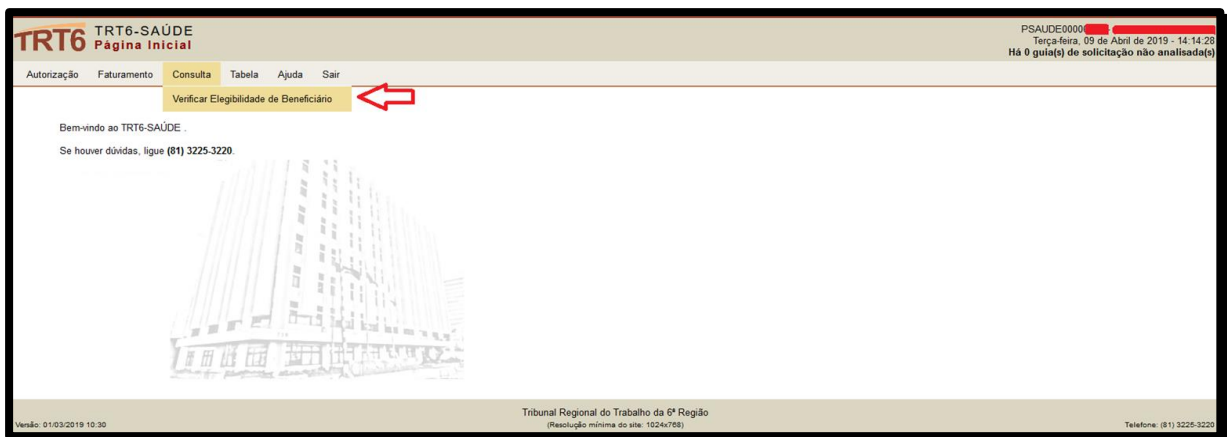 TRT6
TRT6-SAÚDE
Página Inicial
PSAUDE0000
Terça-feira, 09 de Abril de 2019 - 14:14:28
Há 0 guia(s) de solicitação não analisada(s)
Autorização Faturamento Consulta Tabela Ajuda Sair
Verificar Elegibilidade de Beneficiário
Bem-vindo ao TRT6-SAÚDE .
Se houver dúvidas, ligue (81) 3225-3220.
Tribunal Regional do Trabalho da 6ª Região
(Resolução mínima do site: 1024x768)
Versão: 01/03/2019 10:30
Telefone: (81) 3225-3220